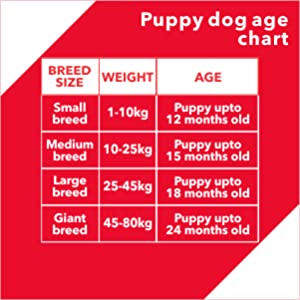 Puppy dog age
chart
BREED
SIZE
WEIGHT
AGE
Small
breed
1-10kg
Puppy upto
12 months old
Medium
breed
10-25kg
Puppy upto
15 months old
Large
breed
25-45kg
Puppy upto
18 months old
Giant
breed
45-80kg
Puppy upto
24 months old